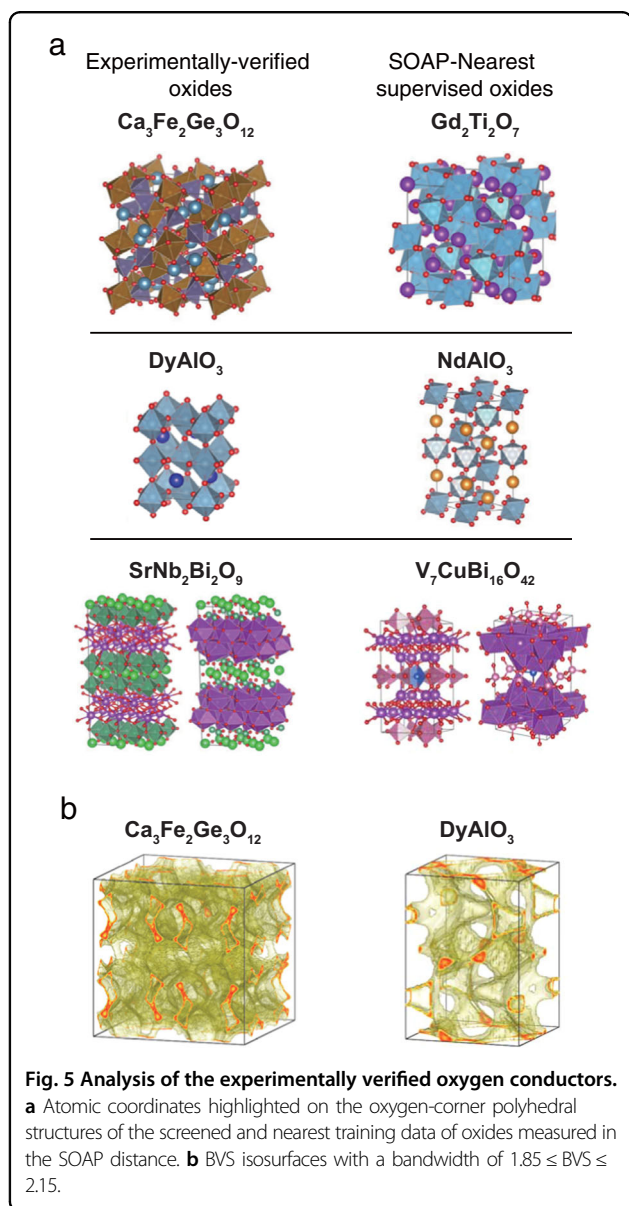 a
Experimentally-verified
oxides
SOAP-Nearest
supervised oxides
Ca₃Fe₂Ge₃O₁₂
Gd₂Ti₂O₇
DyAlO₃
NdAlO₃
SrNb₂Bi₂O₉
V₇CuBi₁₆O₄₂
b
Ca₃Fe₂Ge₃O₁₂
DyAlO₃
Fig. 5 Analysis of the experimentally verified oxygen conductors.
a Atomic coordinates highlighted on the oxygen-corner polyhedral
structures of the screened and nearest training data of oxides measured in
the SOAP distance. b BVS isosurfaces with a bandwidth of 1.85 ≤ BVS ≤
2.15.